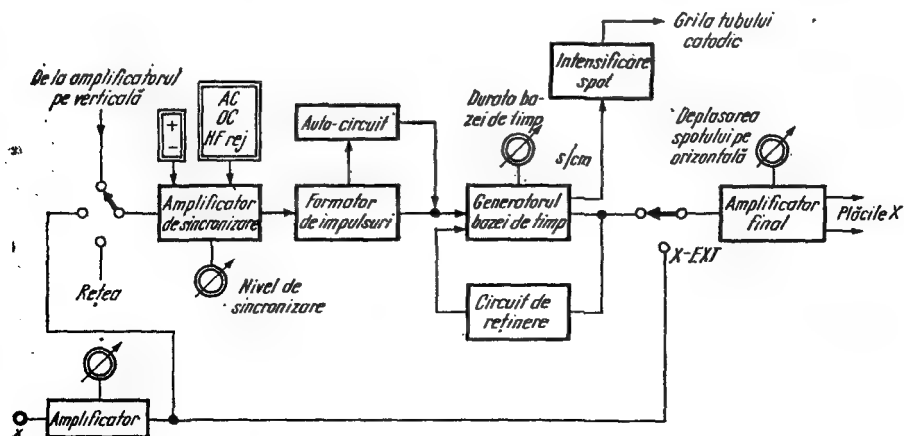 Grila tubului
catodic
De la amplificatorul
pe verticală
+
-
AC
DC
HF rej
Auto-circuit
Durata ba-
zei de timp
Intensificare
spot
s/cm
Deplasarea
spotului pe
orizontală
Amplificator
de sincronizare
Formator
de impulsuri
Generatorul
bazei de timp
Amplificator
final
Plăcile X
X-EXT
Rețea
Nivel de
sincronizare
Circuit de
reținere
Amplificator
X